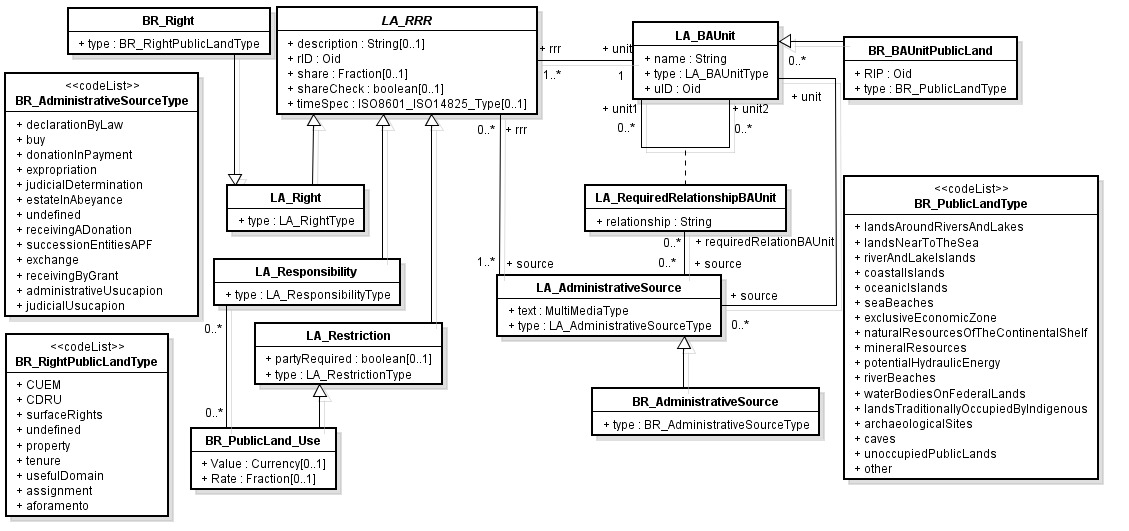 BR_Right
+ type : BR_RightPublicLandType
LA_RRR
+ description : String[0..1]
+ rID : Oid
+ share : Fraction[0..1]
+ shareCheck : boolean[0..1]
+ timeSpec : ISO8601_ISO14825_Type[0..1]
+ rrr
1..*
+ unit
1
LA_BAUnit
+ name : String
+ type : LA_BAUnitType
+ uID : Oid
0..*
BR_BAUnitPublicLand
+ RIP : Oid
+ type : BR_PublicLandType
+ unit
<<codeList>>
BR_AdministrativeSourceType
+ declarationByLaw
+ buy
+ donationInPayment
+ expropriation
+ judicialDetermination
+ estateInAbeyance
+ undefined
+ receivingADonation
+ successionEntitiesAPF
+ exchange
+ receivingByGrant
+ administrativeUsucapion
+ judicialUsucapion
0..*
+ rrr
+ unit1
0..*
+ unit2
0..*
LA_Right
+ type : LA_RightType
LA_RequiredRelationshipBAUnit
+ relationship : String
0..*
+ requiredRelationBAUnit
0..*
+ source
<<codeList>>
BR_PublicLandType
+ landsAroundRiversAndLakes
+ landsNearToTheSea
+ riverAndLakeIslands
+ coastalIslands
+ oceanicIslands
+ seaBeaches
+ exclusiveEconomicZone
+ naturalResourcesOfTheContinentalShelf
+ mineralResources
+ potentialHydraulicEnergy
+ riverBeaches
+ waterBodiesOnFederalLands
+ landsTraditionallyOccupiedByIndigenous
+ archaeologicalSites
+ caves
+ unoccupiedPublicLands
+ other
LA_Responsibility
+ type : LA_ResponsibilityType
1..*
+ source
LA_AdministrativeSource
+ text : MultiMediaType
+ type : LA_AdministrativeSourceType
+ source
0..*
0..*
LA_Restriction
+ partyRequired : boolean[0..1]
+ type : LA_RestrictionType
<<codeList>>
BR_RightPublicLandType
+ CUEM
+ CDRU
+ surfaceRights
+ undefined
+ property
+ tenure
+ usefulDomain
+ assignment
+ aforamento
0..*
BR_PublicLand_Use
+ Value : Currency[0..1]
+ Rate : Fraction[0..1]
BR_AdministrativeSource
+ type : BR_AdministrativeSourceType